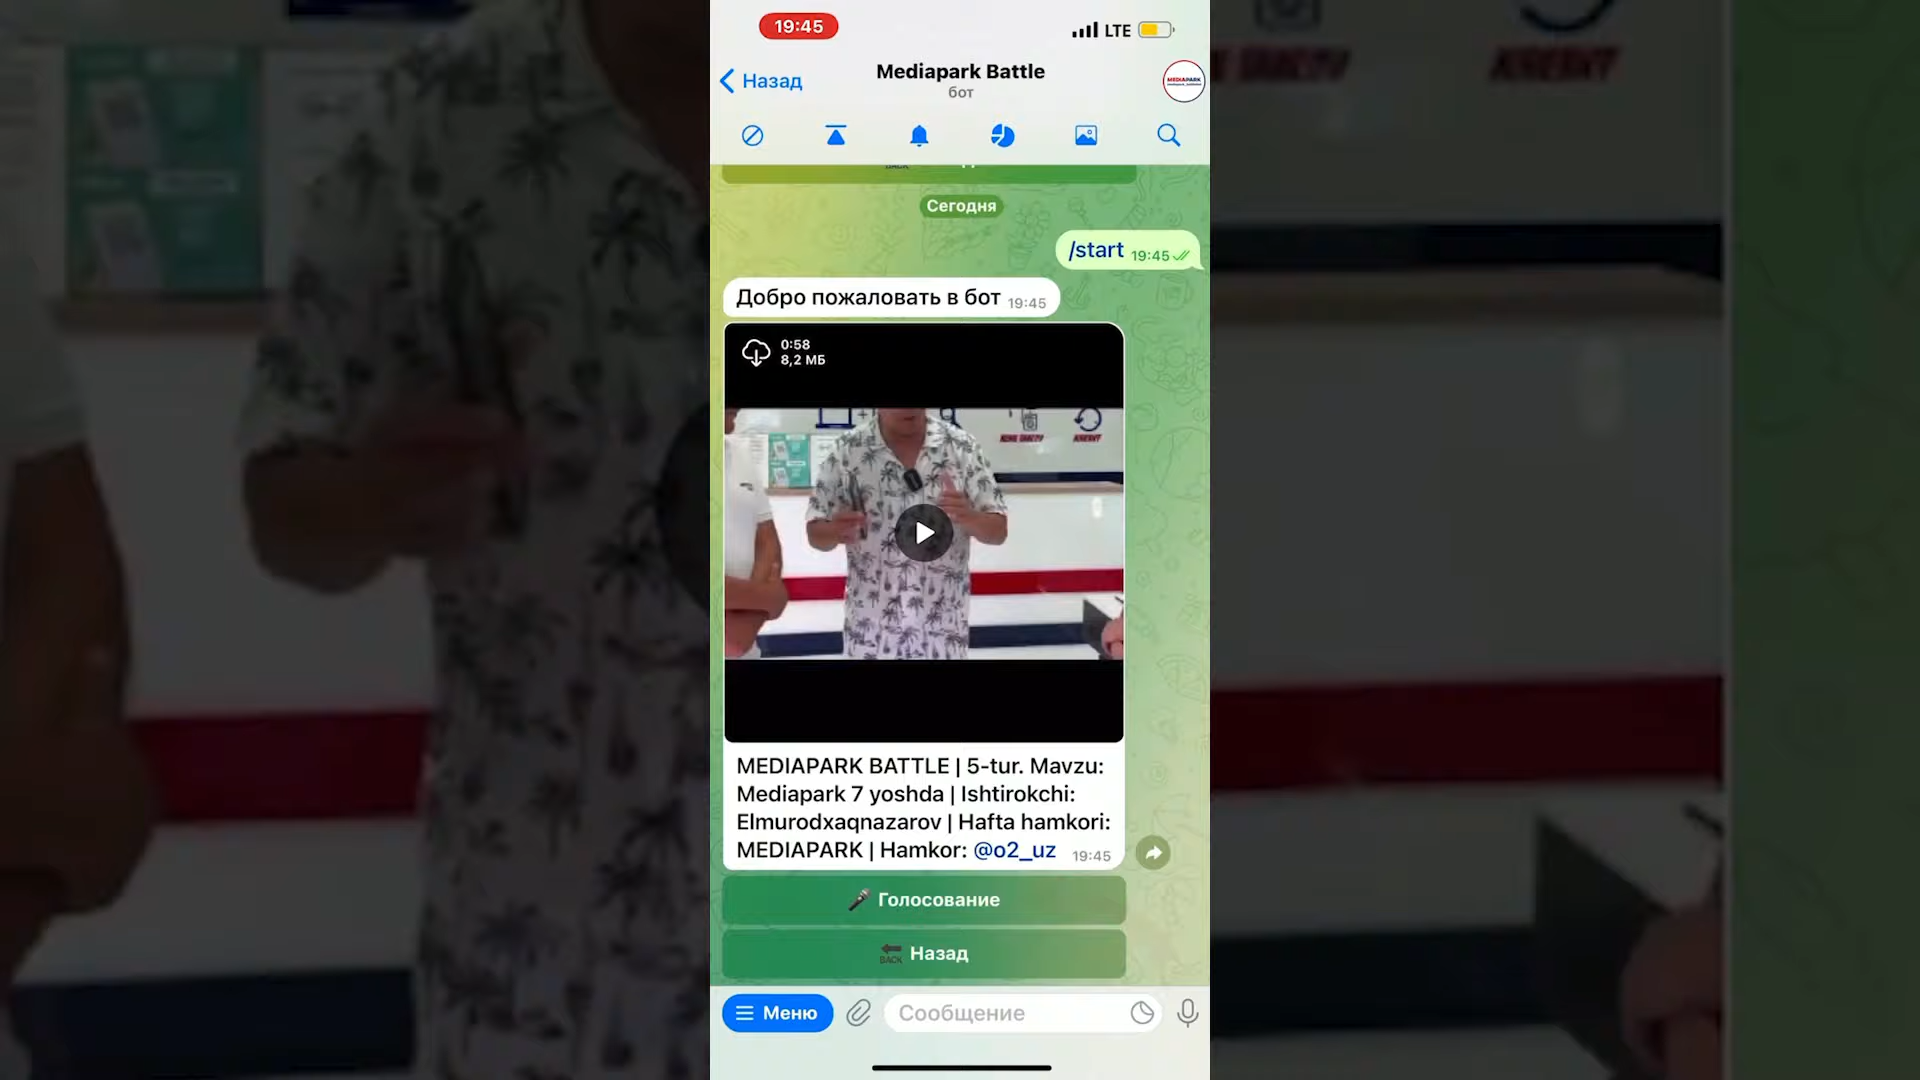 19:45
LTE
Назад
Mediapark Battle
бот
MEDIAPARK
Сегодня
/start 19:45
Добро пожаловать в бот 19:45
0:58
8,2 МБ
MEDIAPARK BATTLE | 5-tur. Mavzu:
Mediapark 7 yoshda | Ishtirokchi:
Elmurodxaqnazarov | Hafta hamkori:
MEDIAPARK | Hamkor: @o2_uz 19:45
Голосование
BACK Назад
Меню
Сообщение